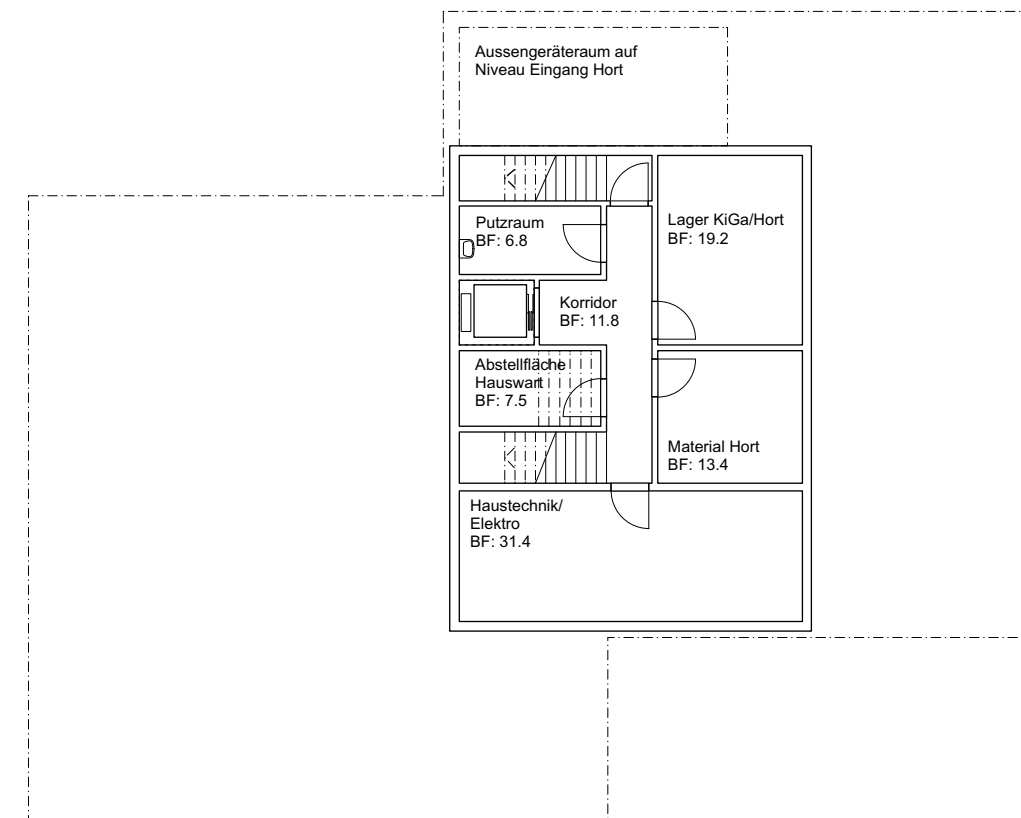 Aussengeräteraum auf
Niveau Eingang Hort
Putzraum
BF: 6.8
Lager KiGa/Hort
BF: 19.2
Korridor
BF: 11.8
Abstellfläche
Hauswart
BF: 7.5
Material Hort
BF: 13.4
Haustechnik/
Elektro
BF: 31.4